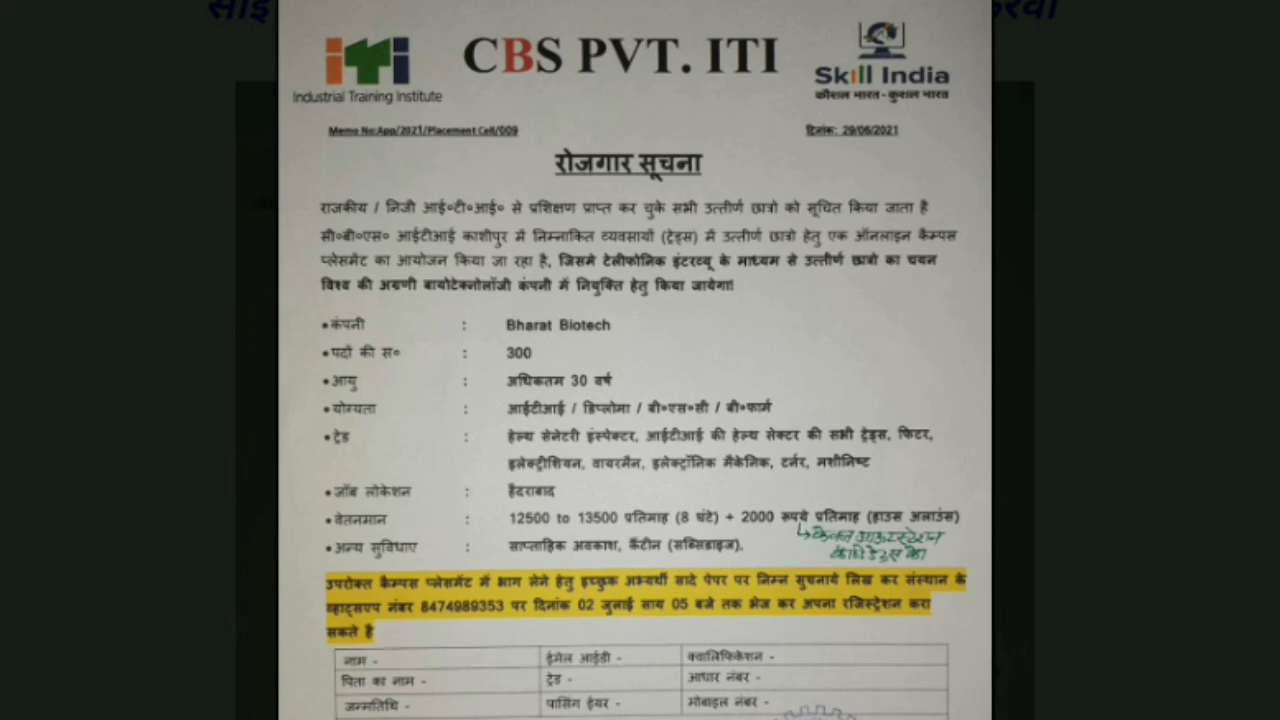 iTi
Industrial Training Institute
CBS PVT. ITI
Skill India
कौशल भारत - कुशल भारत
Memo No:App/2021/Placement Cell/009
दिनांक: 29/06/2021
रोजगार सूचना
राजकीय / निजी आई०टी०आई० से प्रशिक्षण प्राप्त कर चुके सभी उत्तीर्ण छात्रो को सूचित किया जाता है
सी०बी०एस० आईटीआई काशीपुर में निम्नाकित व्यवसायों (ट्रेड्स) में उत्तीर्ण छात्रो हेतु एक ऑनलाइन कैम्पस
प्लेसमेंट का आयोजन किया जा रहा है, जिसमे टेलीफोनिक इंटरव्यू के माध्यम से उत्तीर्ण छात्रो का चयन
विश्व की अग्रणी बायोटेक्नोलॉजी कंपनी में नियुक्ति हेतु किया जायेगा!
• कंपनी : Bharat Biotech
• पदों की स० : 300
• आयु : अधिकतम 30 वर्ष
• योग्यता : आईटीआई / डिप्लोमा / बी०एस०सी / बी०फार्म
• ट्रेड : हेल्थ सेनेटरी इंस्पेक्टर, आईटीआई की हेल्थ सेक्टर की सभी ट्रेड्स, फिटर,
इलेक्ट्रीशियन, वायरमैन, इलेक्ट्रॉनिक मैकेनिक, टर्नर, मशीनिष्ट
• जॉब लोकेशन : हैदराबाद
• वेतनमान : 12500 to 13500 प्रतिमाह (8 घंटे) + 2000 रूपये प्रतिमाह (हाउस अलाउंस)
केवल आउटस्टेशन
• अन्य सुविधाए : साप्ताहिक अवकाश, कैंटीन (सब्सिडाइज),
उपरोक्त कैम्पस प्लेसमेंट में भाग लेने हेतु इच्छुक अभ्यर्थी सादे पेपर पर निम्न सुचनाये लिख कर संस्थान के
व्हाट्सएप नंबर 8474989353 पर दिनांक 02 जुलाई साय 05 बजे तक भेज कर अपना रजिस्ट्रेशन करा
सकते है
नाम - ईमेल आईडी - क्वालिफिकेशन -
पिता का नाम - ट्रेड - आधार नंबर -
जन्मतिथि - पासिंग ईयर - मोबाइल नंबर -